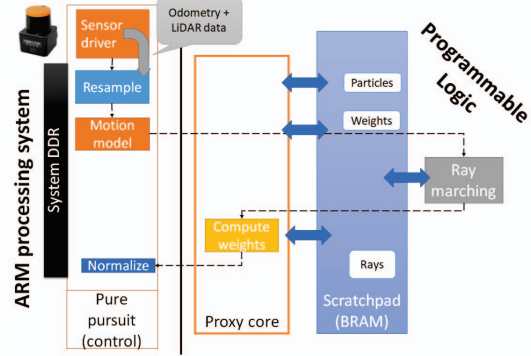 Odometry +
LiDAR data
Sensor
driver
Resample
Motion
model
System DDR
ARM processing system
Normalize
Pure
pursuit
(control)
Compute
weights
Proxy core
Particles
Weights
Rays
Scratchpad
(BRAM)
Ray
marching
Programmable
Logic